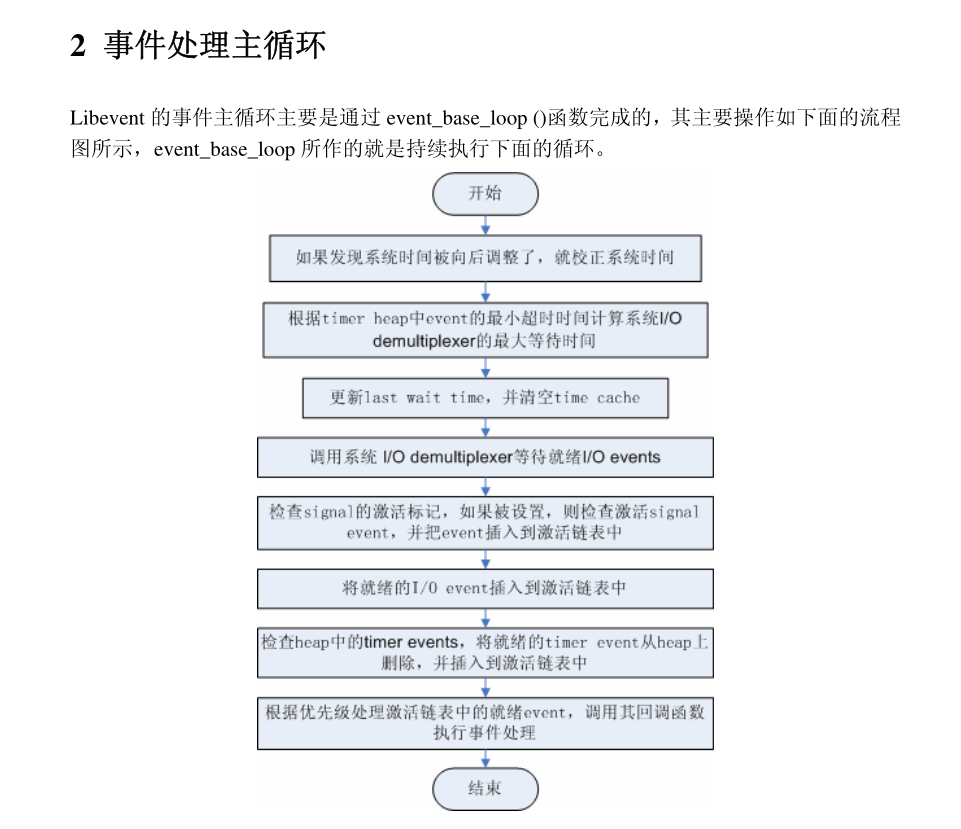 2 事件处理主循环
Libevent 的事件主循环主要是通过 event_base_loop ()函数完成的，其主要操作如下面的流程
图所示，event_base_loop 所作的就是持续执行下面的循环。
开始
如果发现系统时间被向后调整了，就校正系统时间
根据timer heap中event的最小超时时间计算系统I/O
demultiplexer的最大等待时间
更新last wait time，并清空time cache
调用系统 I/O demultiplexer等待就绪I/O events
检查signal的激活标记，如果被设置，则检查激活signal
event，并把event插入到激活链表中
将就绪的I/O event插入到激活链表中
检查heap中的timer events，将就绪的timer event从heap上
删除，并插入到激活链表中
根据优先级处理激活链表中的就绪event，调用其回调函数
执行事件处理
结束